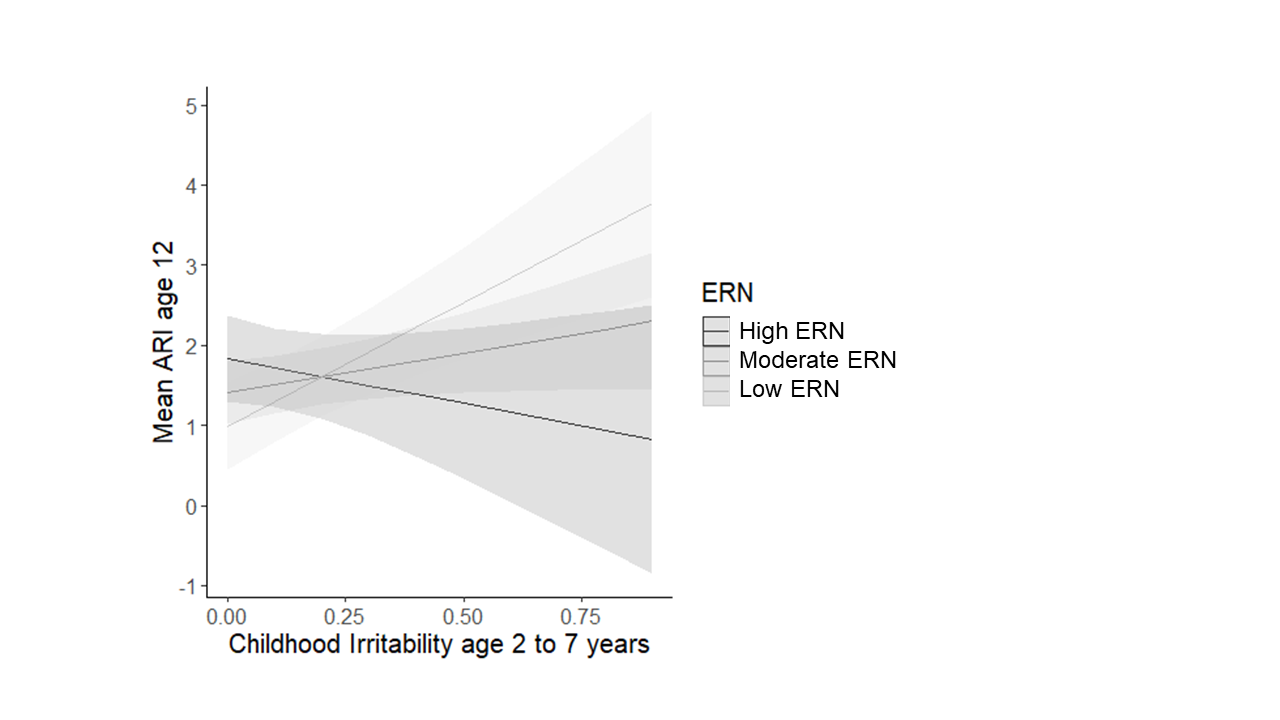 5
4
3
2
1
0
-1
Mean ARI age 12
0.00 0.25 0.50 0.75
Childhood Irritability age 2 to 7 years
ERN
High ERN
Moderate ERN
Low ERN